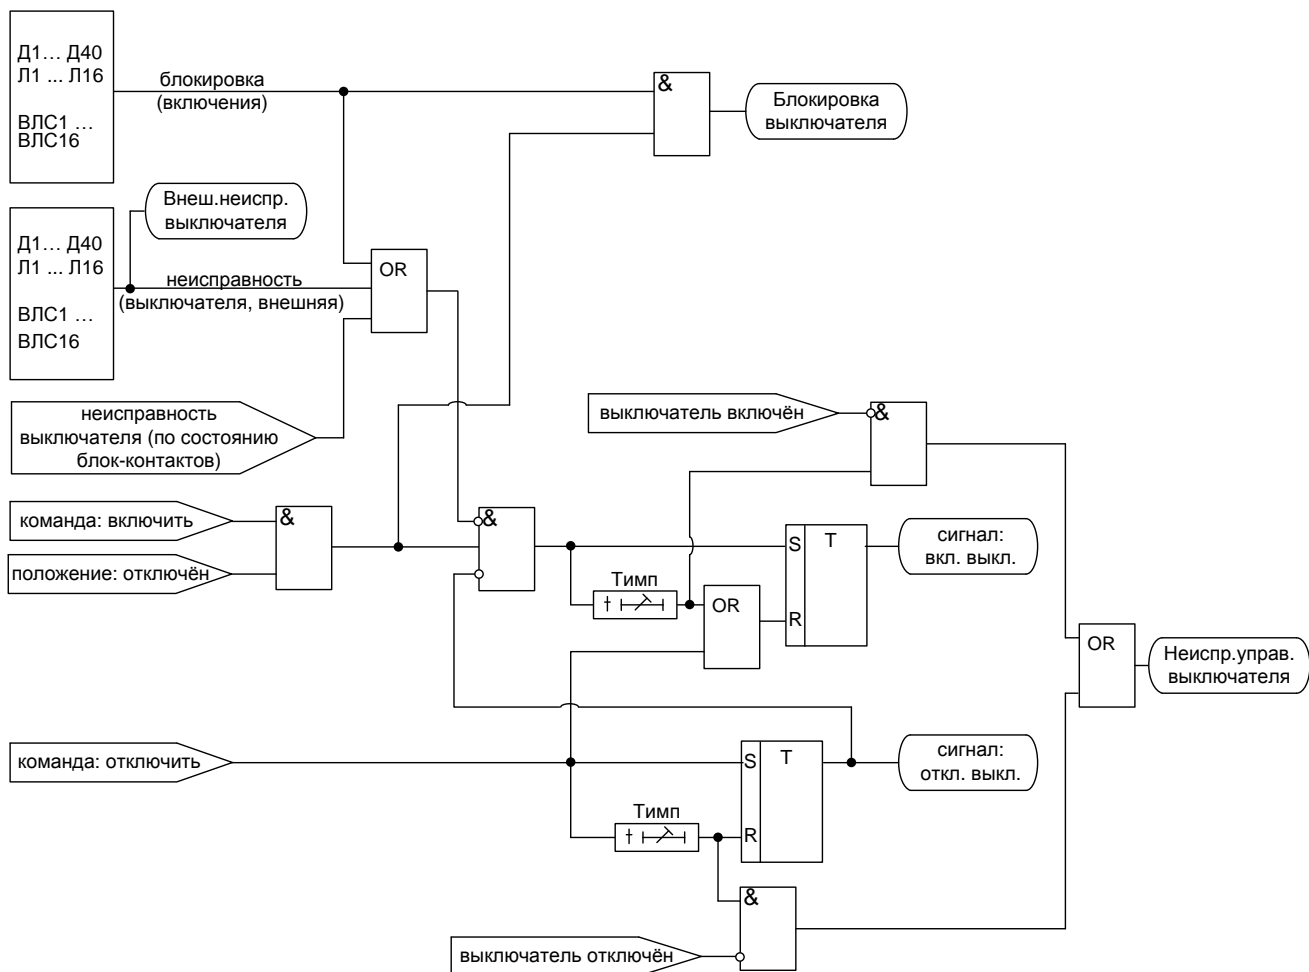 Д1… Д40
Л1 ... Л16
ВЛС1 …
ВЛС16
блокировка
(включения)
&
Блокировка
выключателя
Внеш.неиспр.
выключателя
Д1… Д40
Л1 ... Л16
ВЛС1 …
ВЛС16
неисправность
(выключателя, внешняя)
OR
неисправность
выключателя (по состоянию
блок-контактов)
выключатель включён
&
команда: включить
положение: отключён
&
&
Тимп
OR
S
T
R
сигнал:
вкл. выкл.
OR
Неиспр.управ.
выключателя
команда: отключить
S
T
R
Тимп
сигнал:
откл. выкл.
&
выключатель отключён